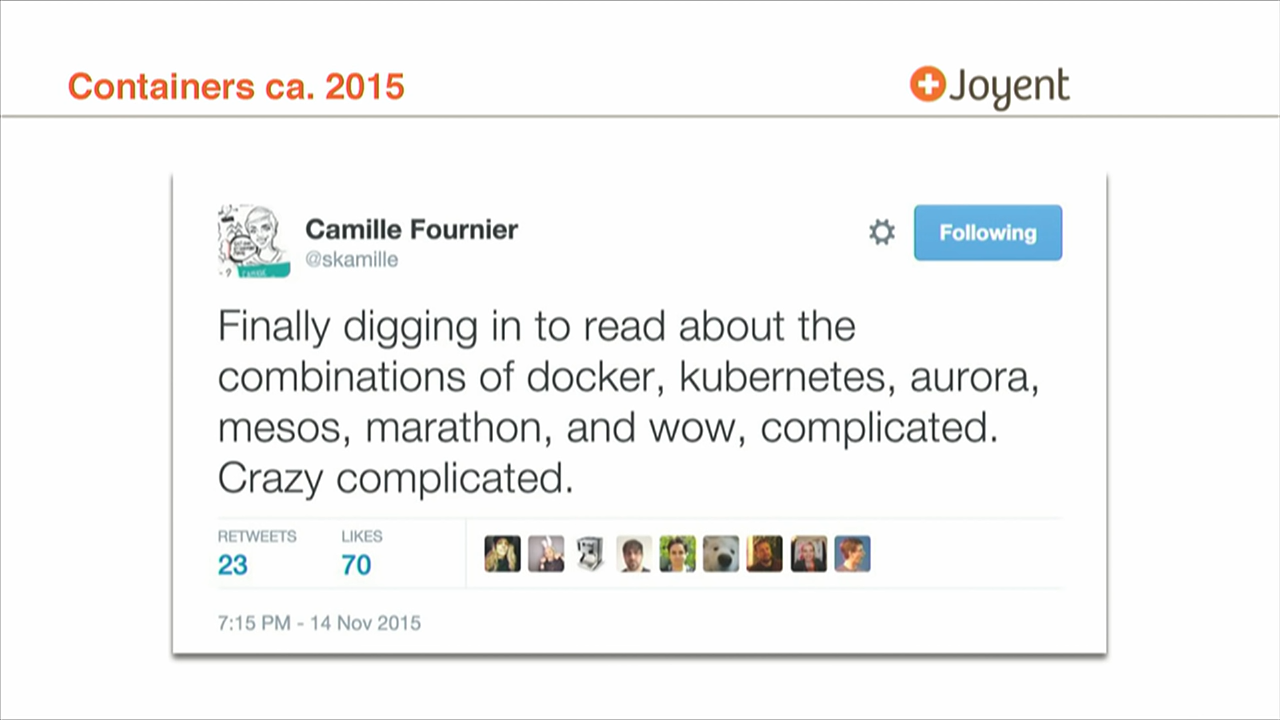 Containers ca. 2015
Joyent
Camille Fournier
@skamille
Following
Finally digging in to read about the
combinations of docker, kubernetes, aurora,
mesos, marathon, and wow, complicated.
Crazy complicated.
RETWEETS LIKES
23 70
7:15 PM - 14 Nov 2015